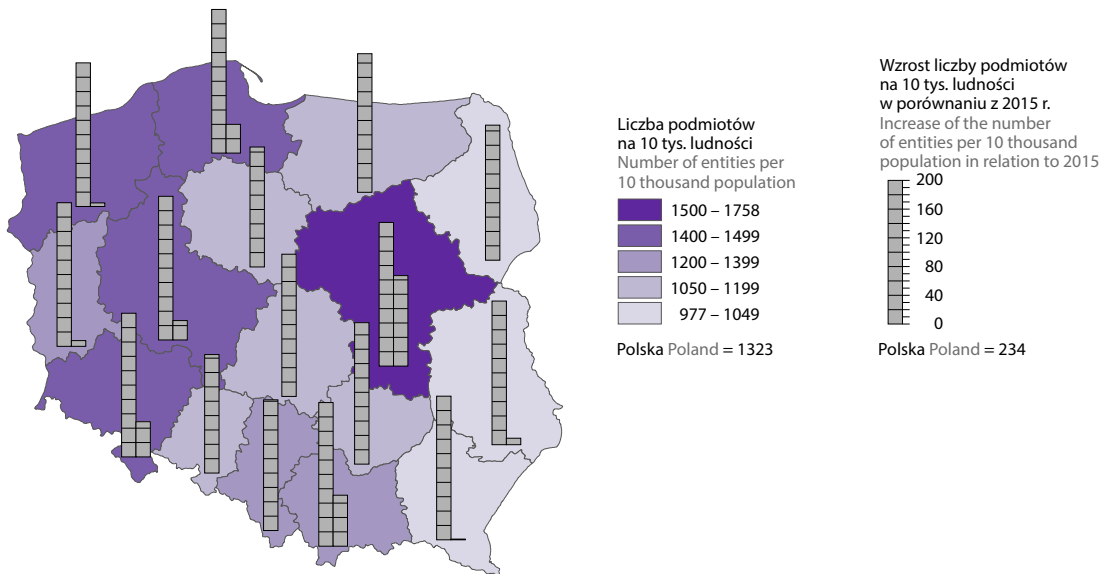 Liczba podmiotów
na 10 tys. ludności
Number of entities per
10 thousand population
1500 – 1758
1400 – 1499
1200 – 1399
1050 – 1199
977 – 1049
Polska Poland = 1323
Wzrost liczby podmiotów
na 10 tys. ludności
w porównaniu z 2015 r.
Increase of the number
of entities per 10 thousand
population in relation to 2015
200
160
120
80
40
0
Polska Poland = 234